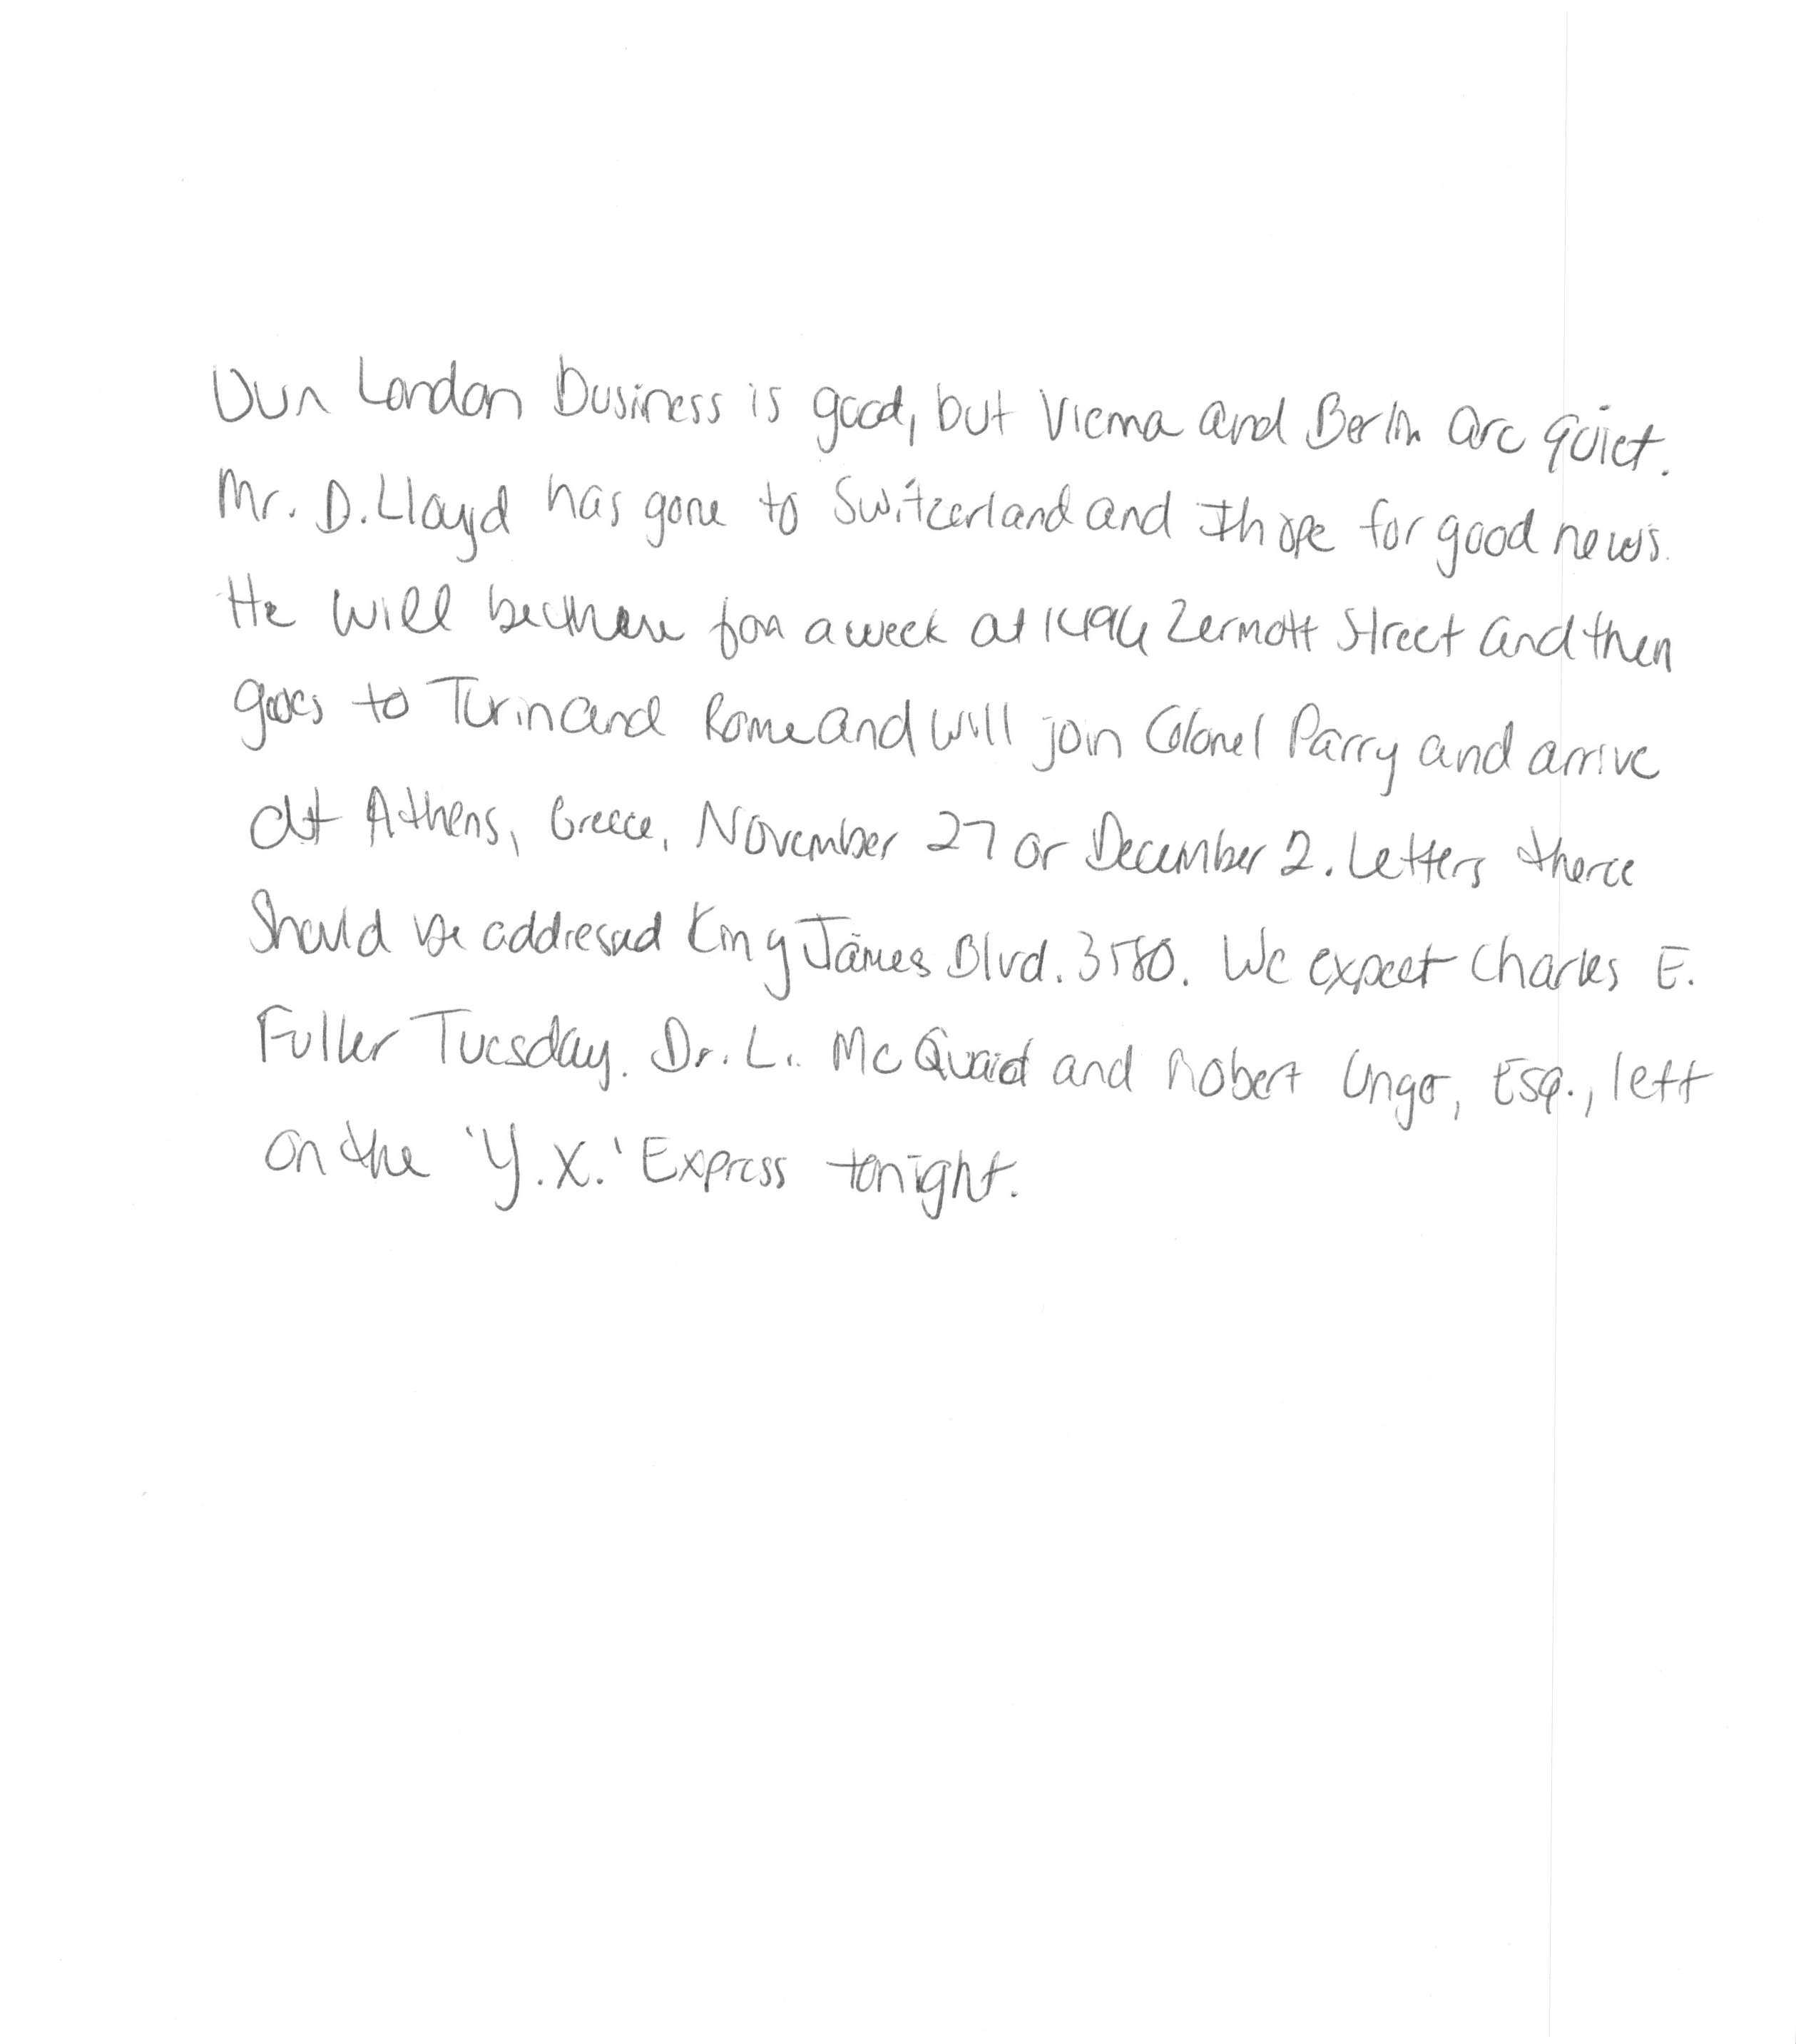 Our London business is good, but Vienna and Berlin are quiet.
Mr. D. Lloyd has gone to Switzerland and I hope for good news.
He will be there for a week at 1496 Zermott Street and then
goes to Turin and Rome and will join Colonel Parry and arrive
at Athens, Greece, November 27 or December 2. Letters there
should be addressed King James Blvd. 3580. We expect Charles E.
Fuller Tuesday. Dr. L. McQuaid and Robert Unger, Esq., left
on the 'Y.X.' Express tonight.